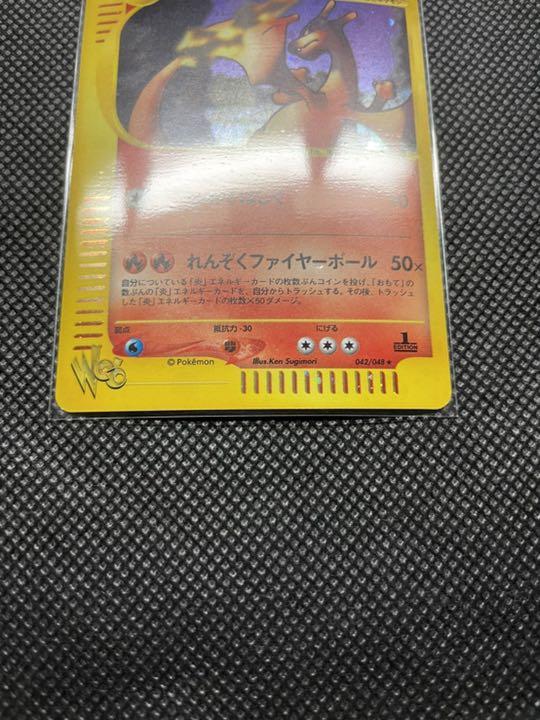 れんぞくファイヤーボール 50×
自分についている「炎」エネルギーカードの枚数ぶんコインを投げ、「おもて」の
数ぶんの「炎」エネルギーカードを、自分からトラッシュする。その後、トラッシュ
した「炎」エネルギーカードの枚数×50ダメージ。
弱点 抵抗力 -30 にげる
Web ©Pokémon Illus.Ken Sugimori 042/048★ 1 EDITION